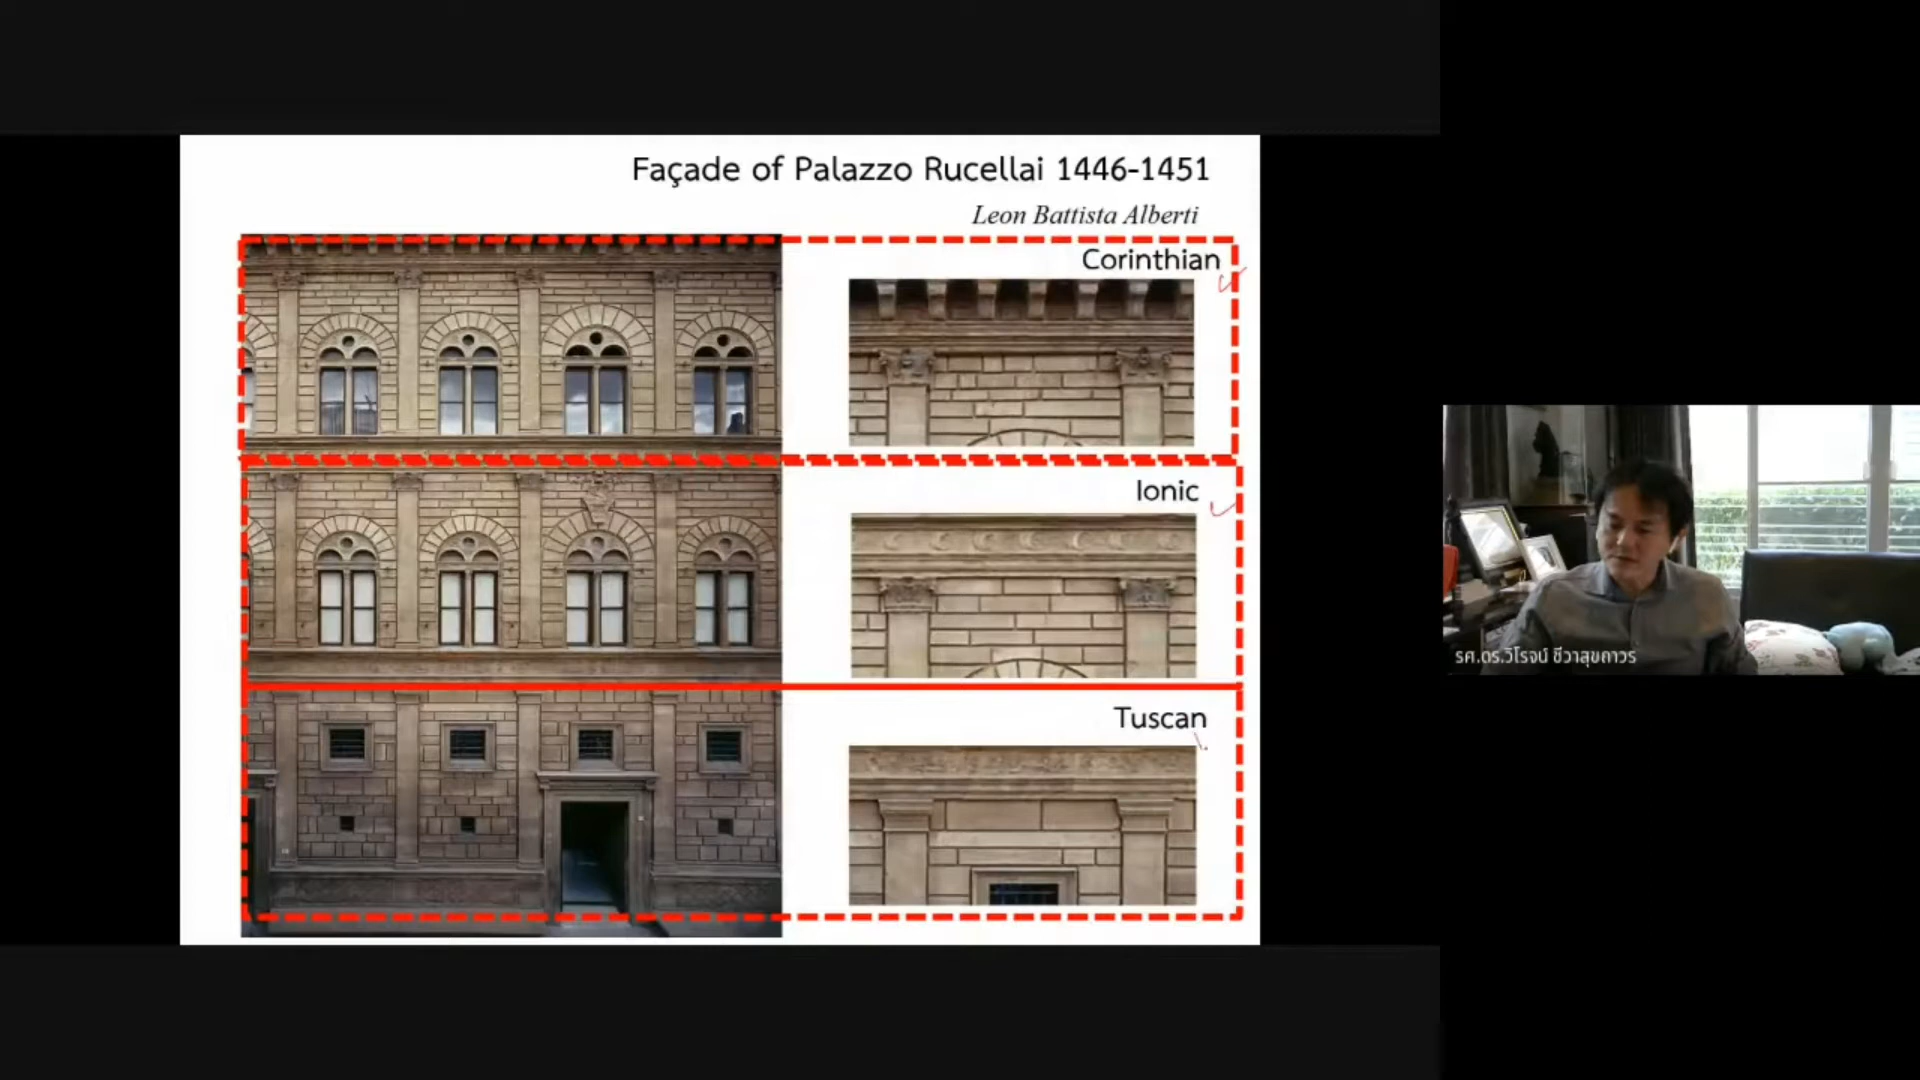 Façade of Palazzo Rucellai 1446-1451
Leon Battista Alberti
Corinthian
Ionic
Tuscan
รศ.ดร.วิโรจน์ ชีวาสุขถาวร